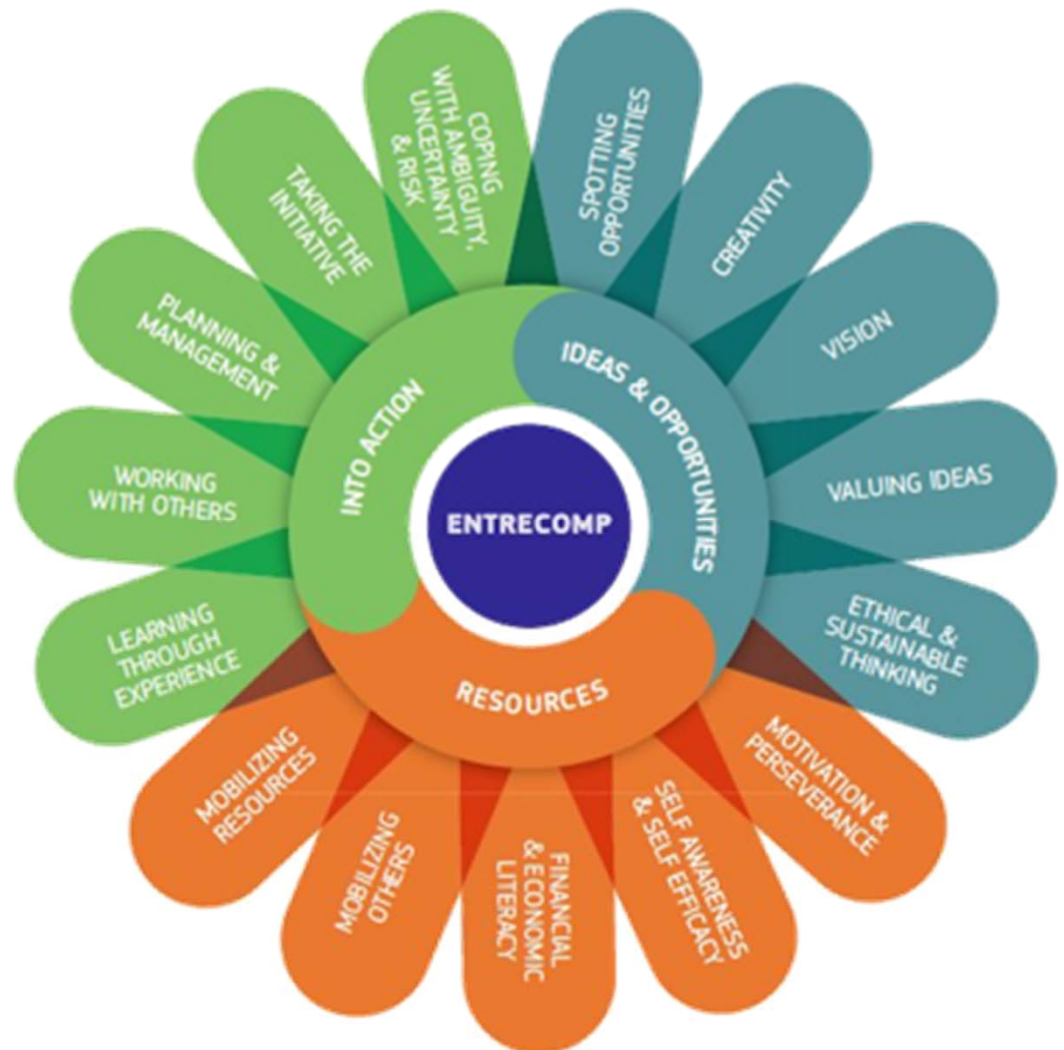 ENTRECOMP
IDEAS & OPPORTUNITIES
SPOTTING
OPPORTUNITIES
CREATIVITY
VISION
VALUING IDEAS
ETHICAL &
SUSTAINABLE
THINKING
RESOURCES
MOTIVATION &
PERSEVERANCE
SELF AWARENESS
& SELF EFFICACY
FINANCIAL
& ECONOMIC
LITERACY
MOBILIZING
OTHERS
MOBILIZING
RESOURCES
INTO ACTION
LEARNING
THROUGH
EXPERIENCE
WORKING
WITH OTHERS
PLANNING &
MANAGEMENT
TAKING THE
INITIATIVE
COPING
WITH AMBIGUITY,
UNCERTAINTY
& RISK